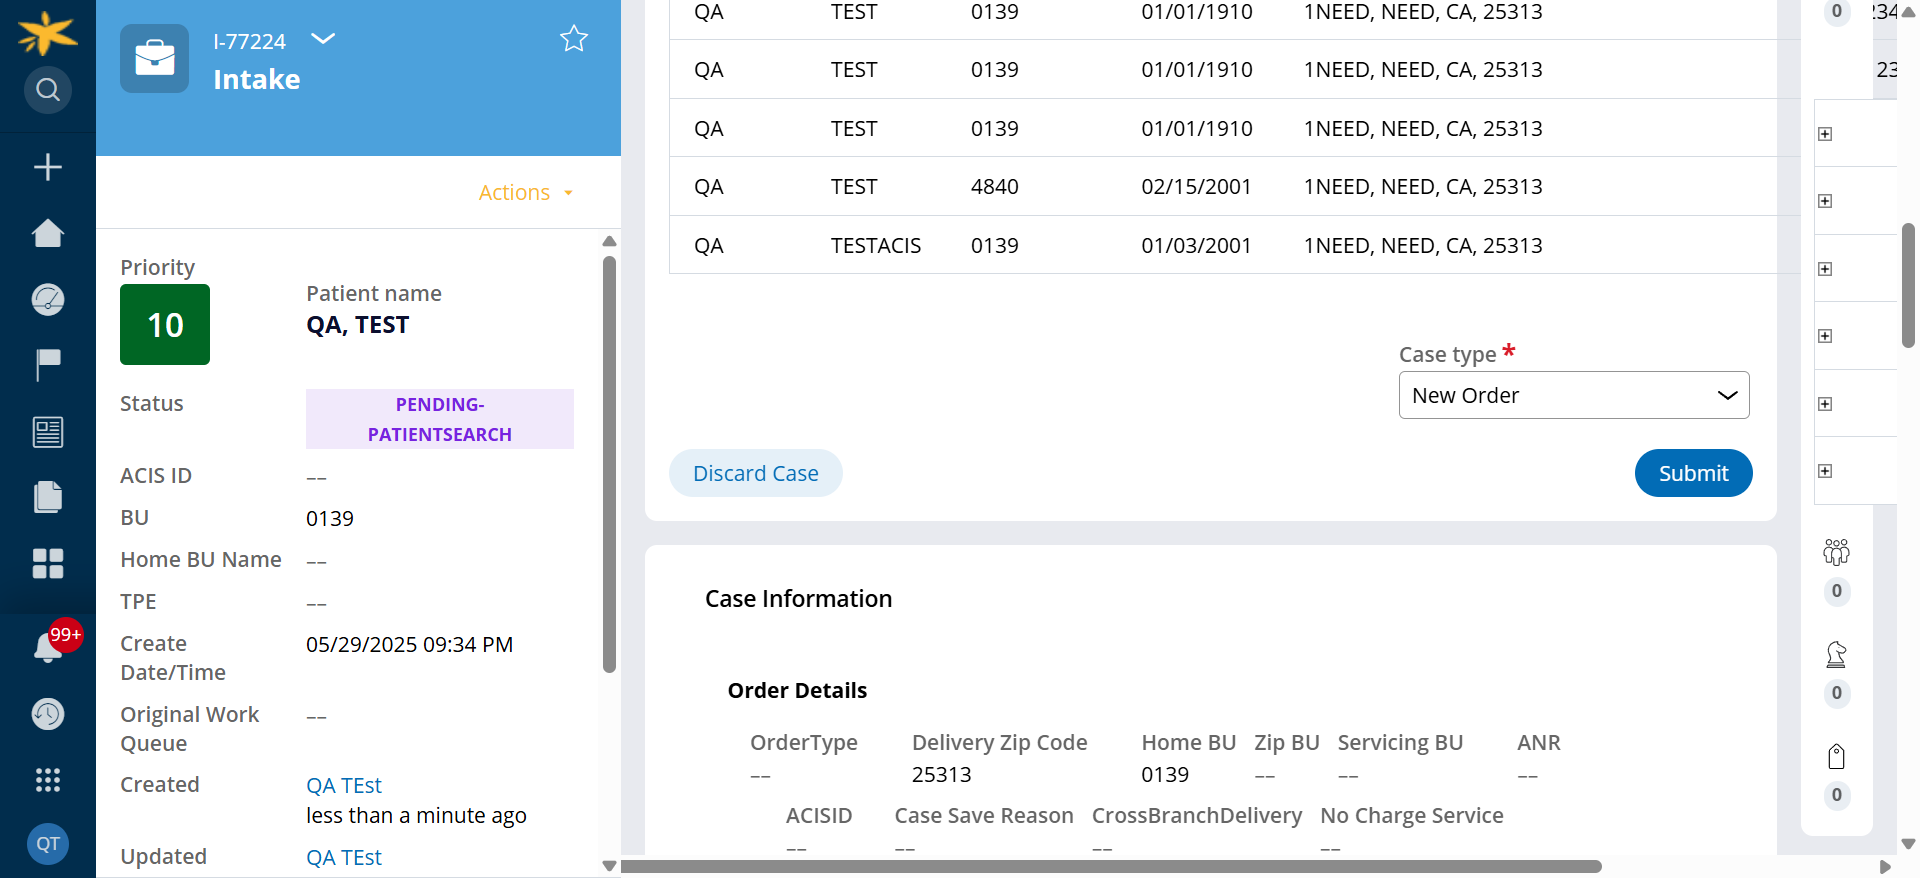 I-77224
Intake
Actions
Priority
10
Patient name
QA, TEST
Status
PENDING-
PATIENTSEARCH
ACIS ID
––
BU
0139
Home BU Name
––
TPE
––
Create
Date/Time
05/29/2025 09:34 PM
Original Work
Queue
––
Created
QA TEst
less than a minute ago
Updated
QA TEst
99+
QT
QA TEST 0139 01/01/1910 1NEED, NEED, CA, 25313
QA TEST 0139 01/01/1910 1NEED, NEED, CA, 25313
QA TEST 0139 01/01/1910 1NEED, NEED, CA, 25313
QA TEST 4840 02/15/2001 1NEED, NEED, CA, 25313
QA TESTACIS 0139 01/03/2001 1NEED, NEED, CA, 25313
Case type *
New Order
Discard Case
Submit
Case Information
Order Details
OrderType Delivery Zip Code Home BU Zip BU Servicing BU ANR
–– 25313 0139 –– –– ––
ACISID Case Save Reason CrossBranchDelivery No Charge Service
–– –– –– ––
0
23
0
0
0